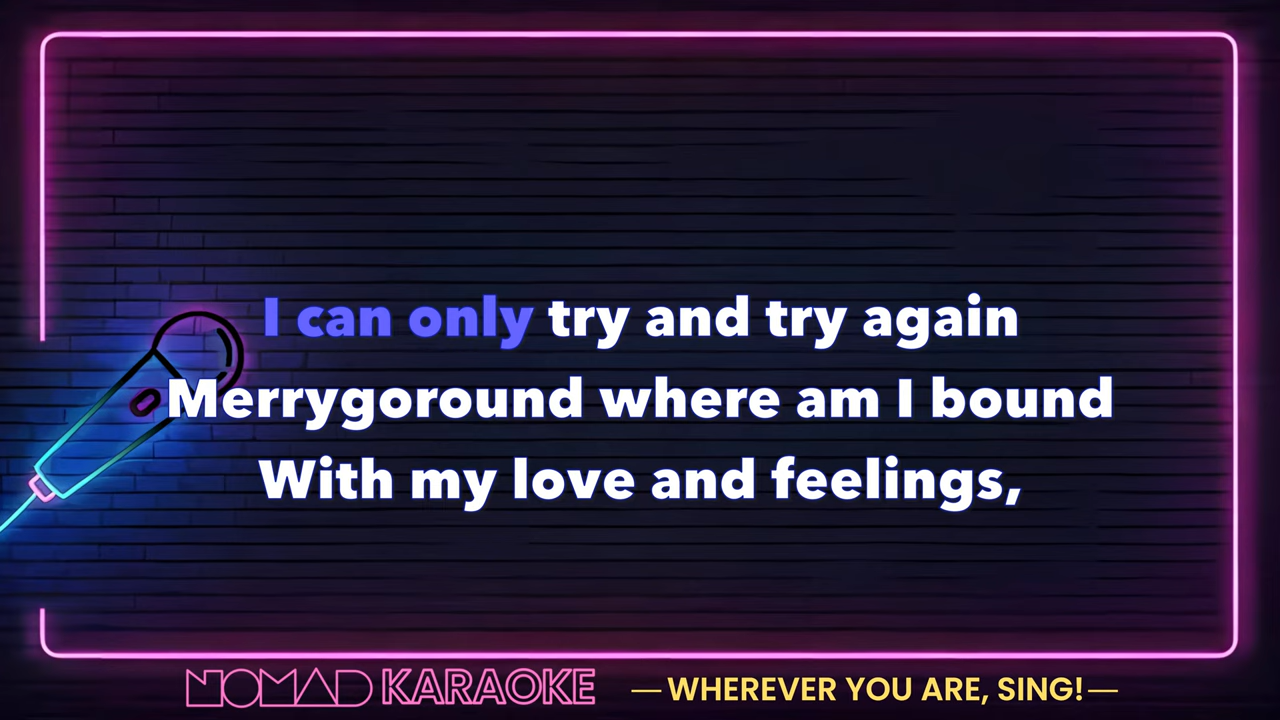 I can only try and try again
Merrygoround where am I bound
With my love and feelings,
NOMAD KARAOKE —WHEREVER YOU ARE, SING!—